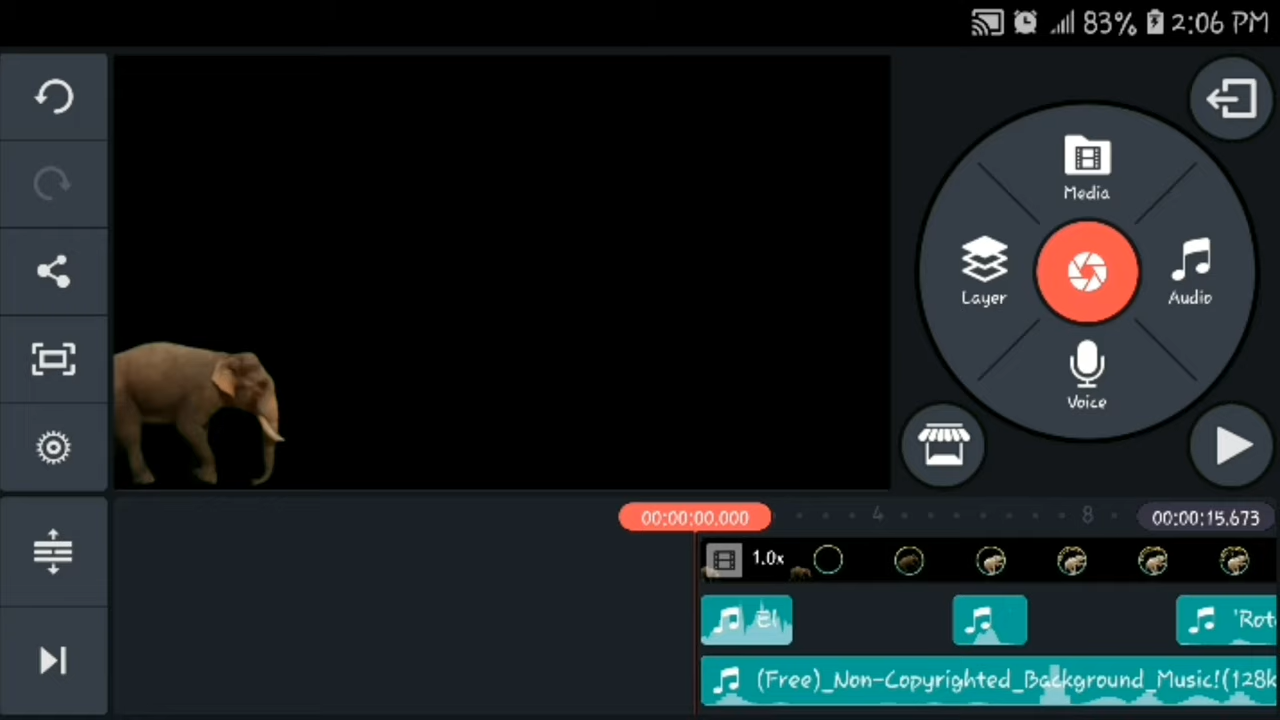 83% 2:06 PM
Media
Layer
Audio
Voice
00:00:00.000 4 8 00:00:15.673
1.0x
El 'Rot
(Free)_Non-Copyrighted_Background_Music!(128k